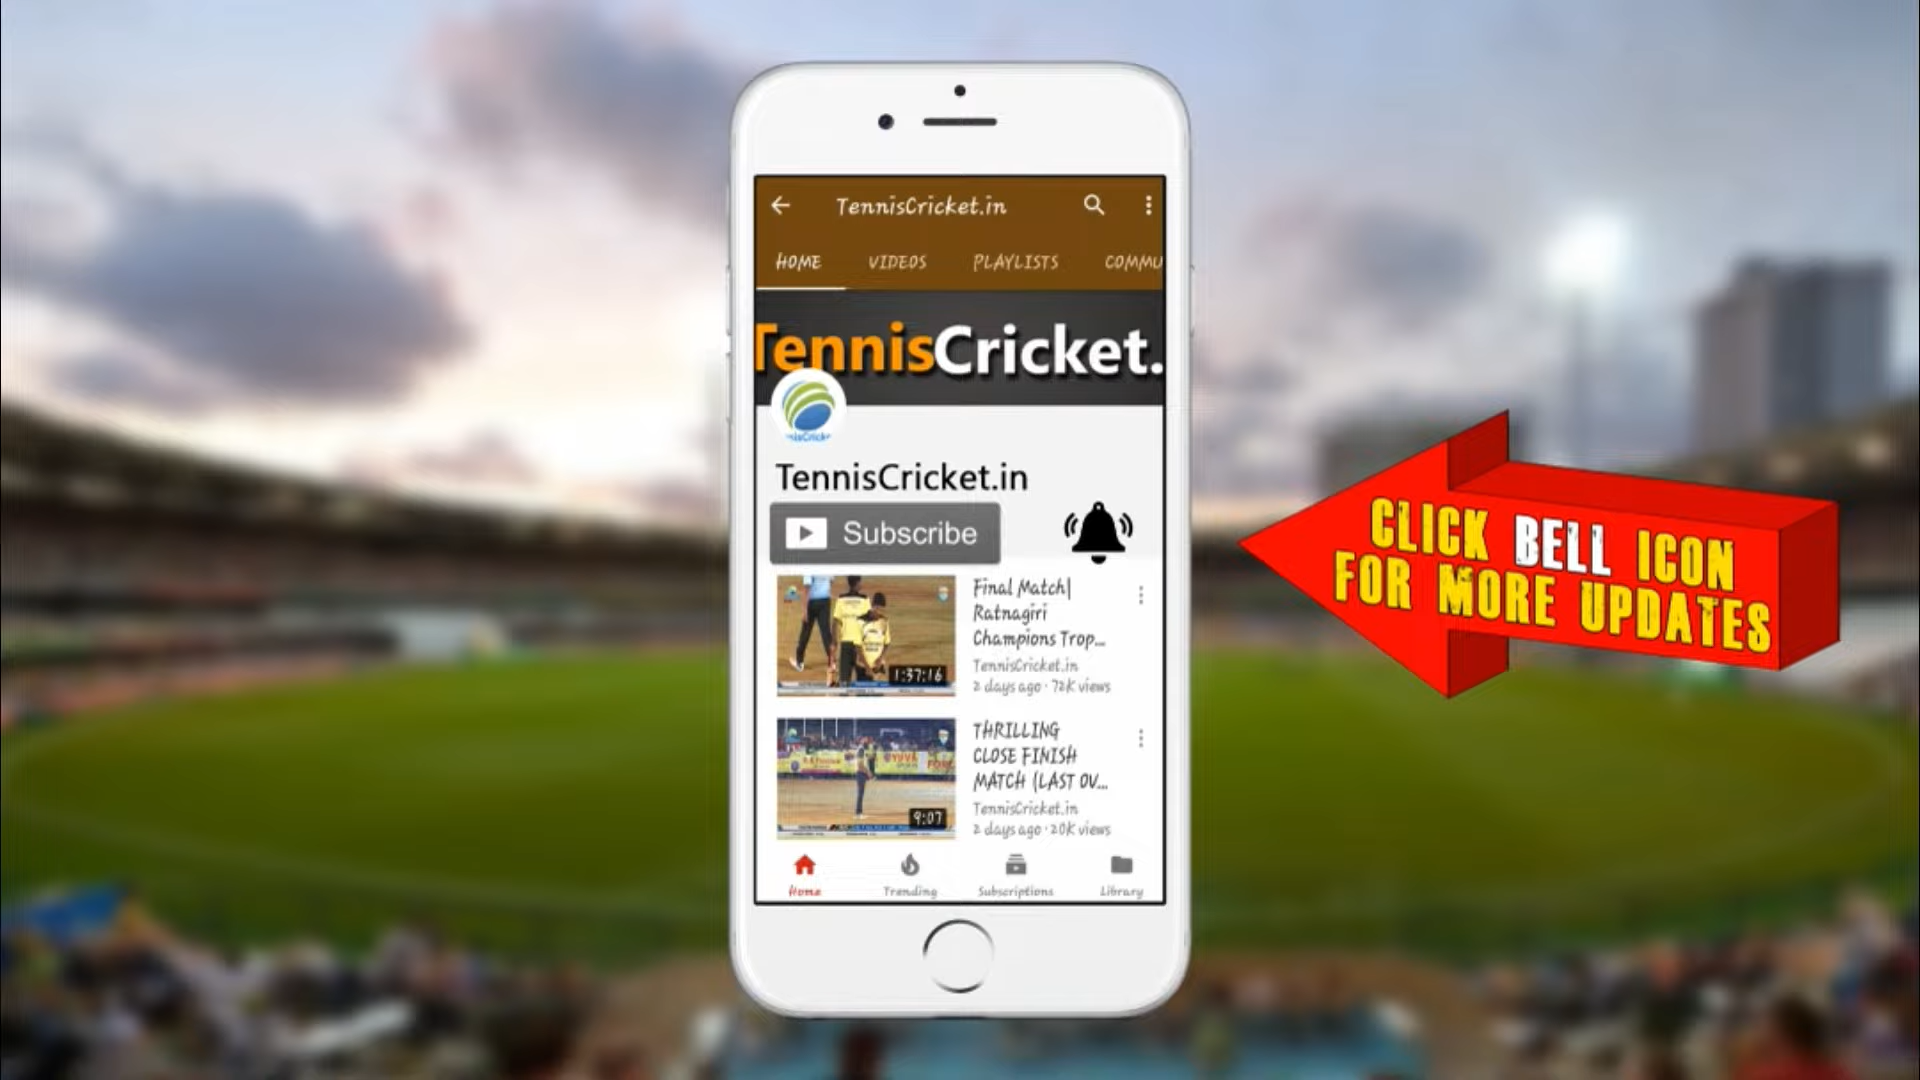 TennisCricket.in
HOME VIDEOS PLAYLISTS COMMU
TennisCricket.
TennisCricket.in
Subscribe
Final Match|
Ratnagiri
Champions Trop...
TennisCricket.in
2 days ago · 72K views
1:37:16
THRILLING
CLOSE FINISH
MATCH (LAST OV...
TennisCricket.in
2 days ago · 20K views
9:07
Home Trending Subscriptions Library
CLICK BELL ICON
FOR MORE UPDATES